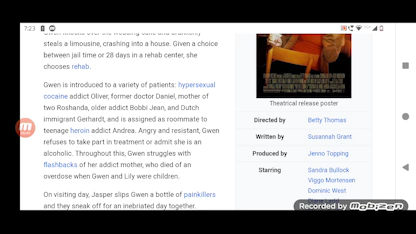 7:23
steals a limousine, crashing into a house. Given a choice
between jail time or 28 days in a rehab center, she
chooses rehab.
Gwen is introduced to a variety of patients: hypersexual
cocaine addict Oliver, former doctor Daniel, mother of
two Roshanda, older addict Bobbi Jean, and Dutch
immigrant Gerhardt, and is assigned as roommate to
teenage heroin addict Andrea. Angry and resistant, Gwen
refuses to take part in treatment or admit she is an
alcoholic. Throughout this, Gwen struggles with
flashbacks of her addict mother, who died of an
overdose when Gwen and Lily were children.
On visiting day, Jasper slips Gwen a bottle of painkillers
and they sneak off for an inebriated day together.
Theatrical release poster
Directed by Betty Thomas
Written by Susannah Grant
Produced by Jenno Topping
Starring Sandra Bullock
Viggo Mortensen
Dominic West
Recorded by MOBIZEN